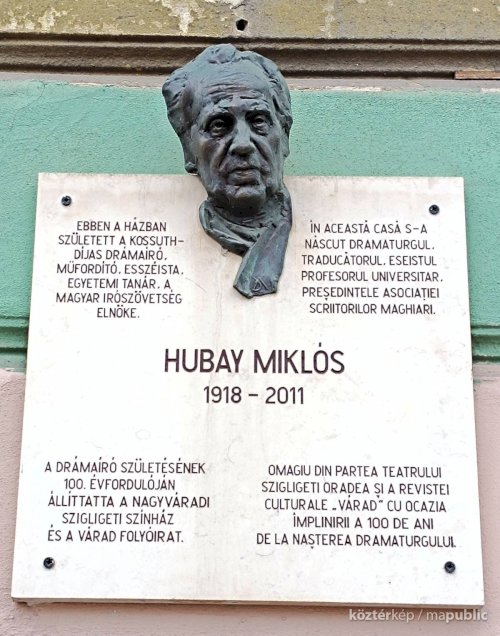 EBBEN A HÁZBAN
SZÜLETETT A KOSSUTH-
DÍJAS DRÁMAÍRÓ,
MŰFORDÍTÓ, ESSZÉISTA,
EGYETEMI TANÁR, A
MAGYAR IRÓSZÖVETSÉG
ELNÖKE.
ÎN ACEASTĂ CASĂ S-A
NĂSCUT DRAMATURGUL,
TRADUCĂTORUL, ESEISTUL
PROFESORUL UNIVERSITAR,
PREȘEDINTELE ASOCIAȚIEI
SCRIITORILOR MAGHIARI.
HUBAY MIKLÓS
1918 - 2011
A DRÁMAÍRÓ SZÜLETÉSÉNEK
100. ÉVFORDULÓJÁN
ÁLLÍTTATTA A NAGYVÁRADI
SZIGLIGETI SZÍNHÁZ
ÉS A VÁRAD FOLYÓIRAT.
OMAGIU DIN PARTEA TEATRULUI
SZIGLIGETI ORADEA ȘI A REVISTEI
CULTURALE „VÁRAD” CU OCAZIA
ÎMPLINIRII A 100 DE ANI
DE LA NAȘTEREA DRAMATURGULUI.
köztérkép / mapublic